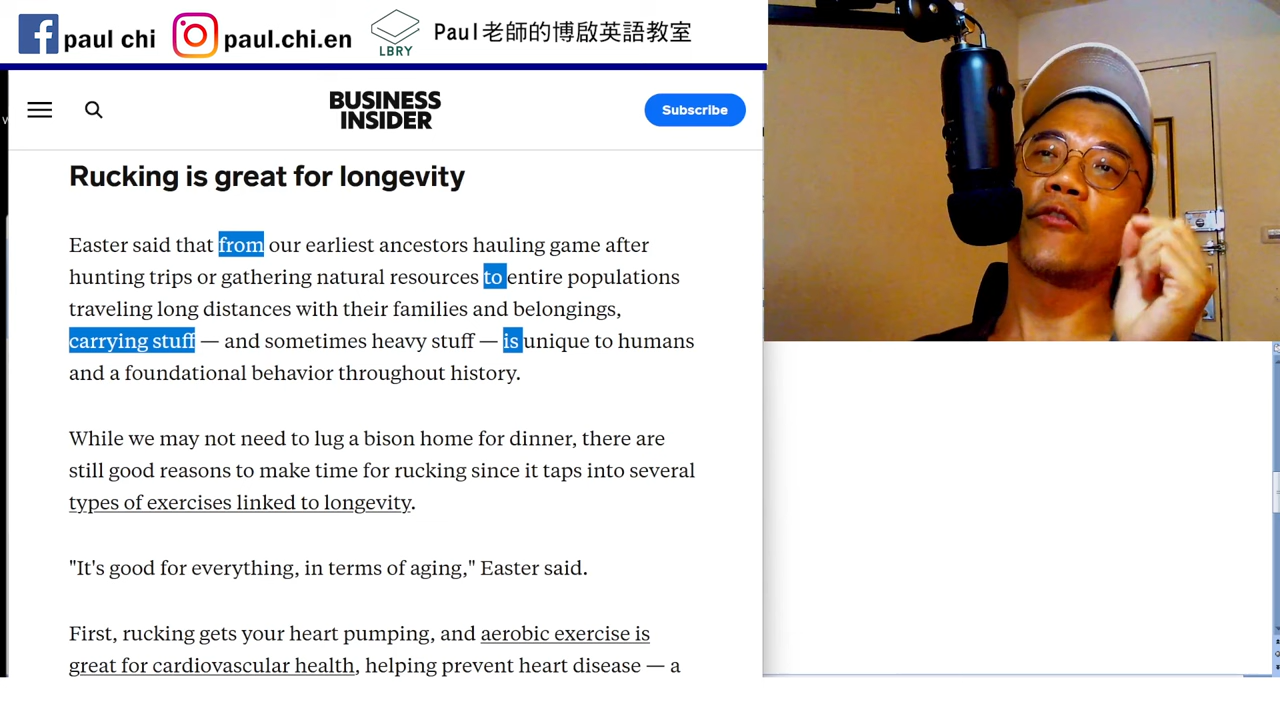 paul chi
paul.chi.en
LBRY
Paul老師的博啟英語教室
BUSINESS
INSIDER
Subscribe
Rucking is great for longevity
Easter said that from our earliest ancestors hauling game after
hunting trips or gathering natural resources to entire populations
traveling long distances with their families and belongings,
carrying stuff — and sometimes heavy stuff — is unique to humans
and a foundational behavior throughout history.
While we may not need to lug a bison home for dinner, there are
still good reasons to make time for rucking since it taps into several
types of exercises linked to longevity.
"It's good for everything, in terms of aging," Easter said.
First, rucking gets your heart pumping, and aerobic exercise is
great for cardiovascular health, helping prevent heart disease — a